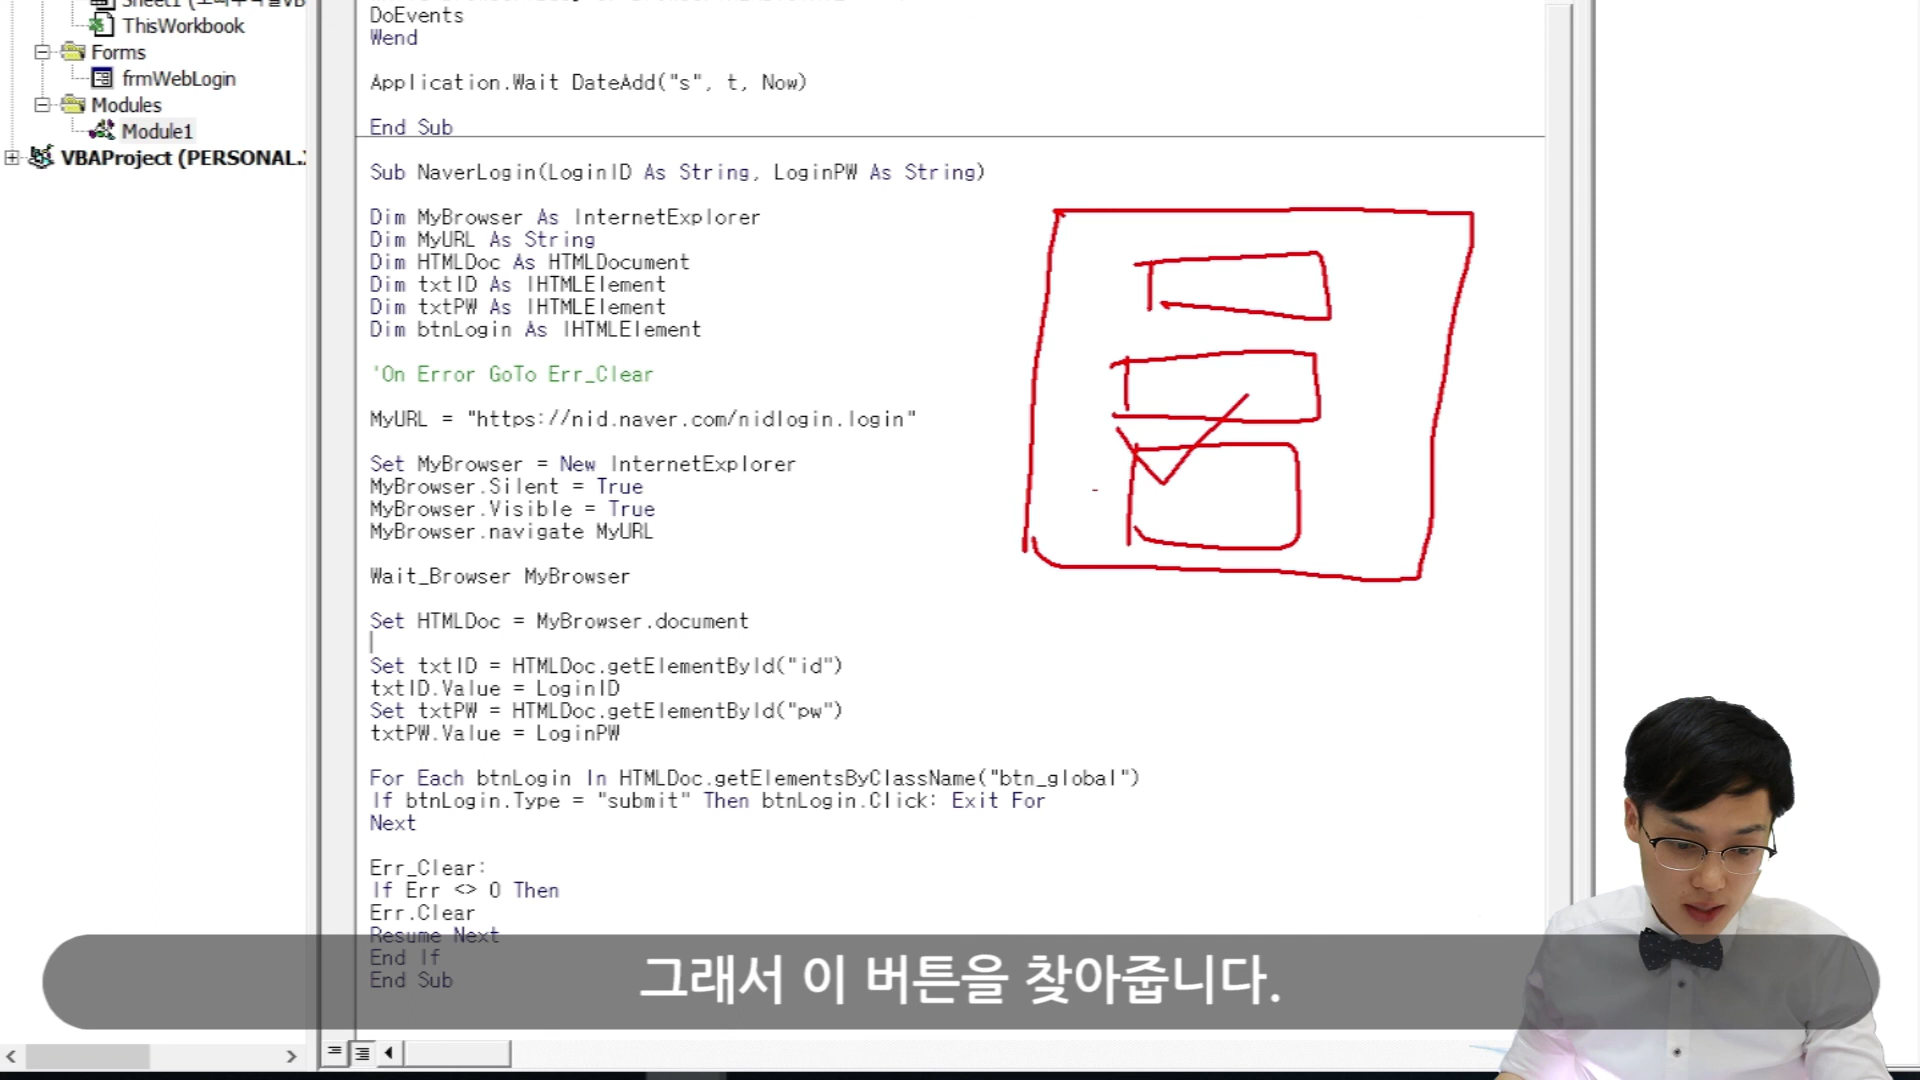 ThisWorkbook
Forms
frmWebLogin
Modules
Module1
VBAProject (PERSONAL.
DoEvents
Wend
Application.Wait DateAdd("s", t, Now)
End Sub
Sub NaverLogin(LoginID As String, LoginPW As String)
Dim MyBrowser As InternetExplorer
Dim MyURL As String
Dim HTMLDoc As HTMLDocument
Dim txtID As IHTMLElement
Dim txtPW As IHTMLElement
Dim btnLogin As IHTMLElement
'On Error GoTo Err_Clear
MyURL = "https://nid.naver.com/nidlogin.login"
Set MyBrowser = New InternetExplorer
MyBrowser.Silent = True
MyBrowser.Visible = True
MyBrowser.navigate MyURL
Wait_Browser MyBrowser
Set HTMLDoc = MyBrowser.document
Set txtID = HTMLDoc.getElementById("id")
txtID.Value = LoginID
Set txtPW = HTMLDoc.getElementById("pw")
txtPW.Value = LoginPW
For Each btnLogin In HTMLDoc.getElementsByClassName("btn_global")
If btnLogin.Type = "submit" Then btnLogin.Click: Exit For
Next
Err_Clear:
If Err <> 0 Then
Err.Clear
Resume Next
End If
End Sub
그래서 이 버튼을 찾아줍니다.